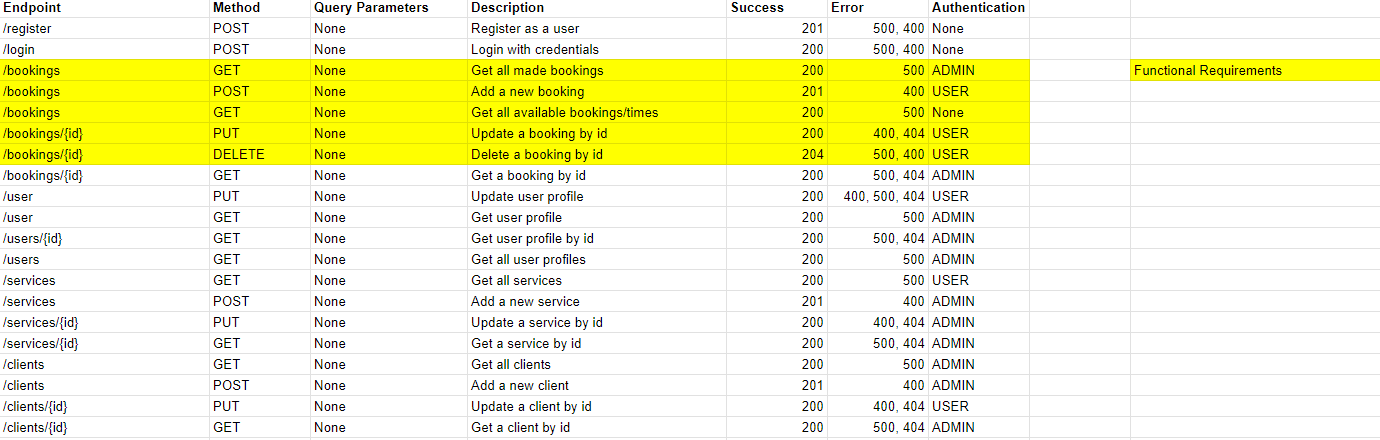 Endpoint Method Query Parameters Description Success Error Authentication
/register POST None Register as a user 201 500, 400 None
/login POST None Login with credentials 200 500, 400 None
/bookings GET None Get all made bookings 200 500 ADMIN Functional Requirements
/bookings POST None Add a new booking 201 400 USER
/bookings GET None Get all available bookings/times 200 500 None
/bookings/{id} PUT None Update a booking by id 200 400, 404 USER
/bookings/{id} DELETE None Delete a booking by id 204 500, 400 USER
/bookings/{id} GET None Get a booking by id 200 500, 404 ADMIN
/user PUT None Update user profile 200 400, 500, 404 USER
/user GET None Get user profile 200 500 ADMIN
/users/{id} GET None Get user profile by id 200 500, 404 ADMIN
/users GET None Get all user profiles 200 500 ADMIN
/services GET None Get all services 200 500 USER
/services POST None Add a new service 201 400 ADMIN
/services/{id} PUT None Update a service by id 200 400, 404 ADMIN
/services/{id} GET None Get a service by id 200 500, 404 ADMIN
/clients GET None Get all clients 200 500 ADMIN
/clients POST None Add a new client 201 400 ADMIN
/clients/{id} PUT None Update a client by id 200 400, 404 USER
/clients/{id} GET None Get a client by id 200 500, 404 ADMIN